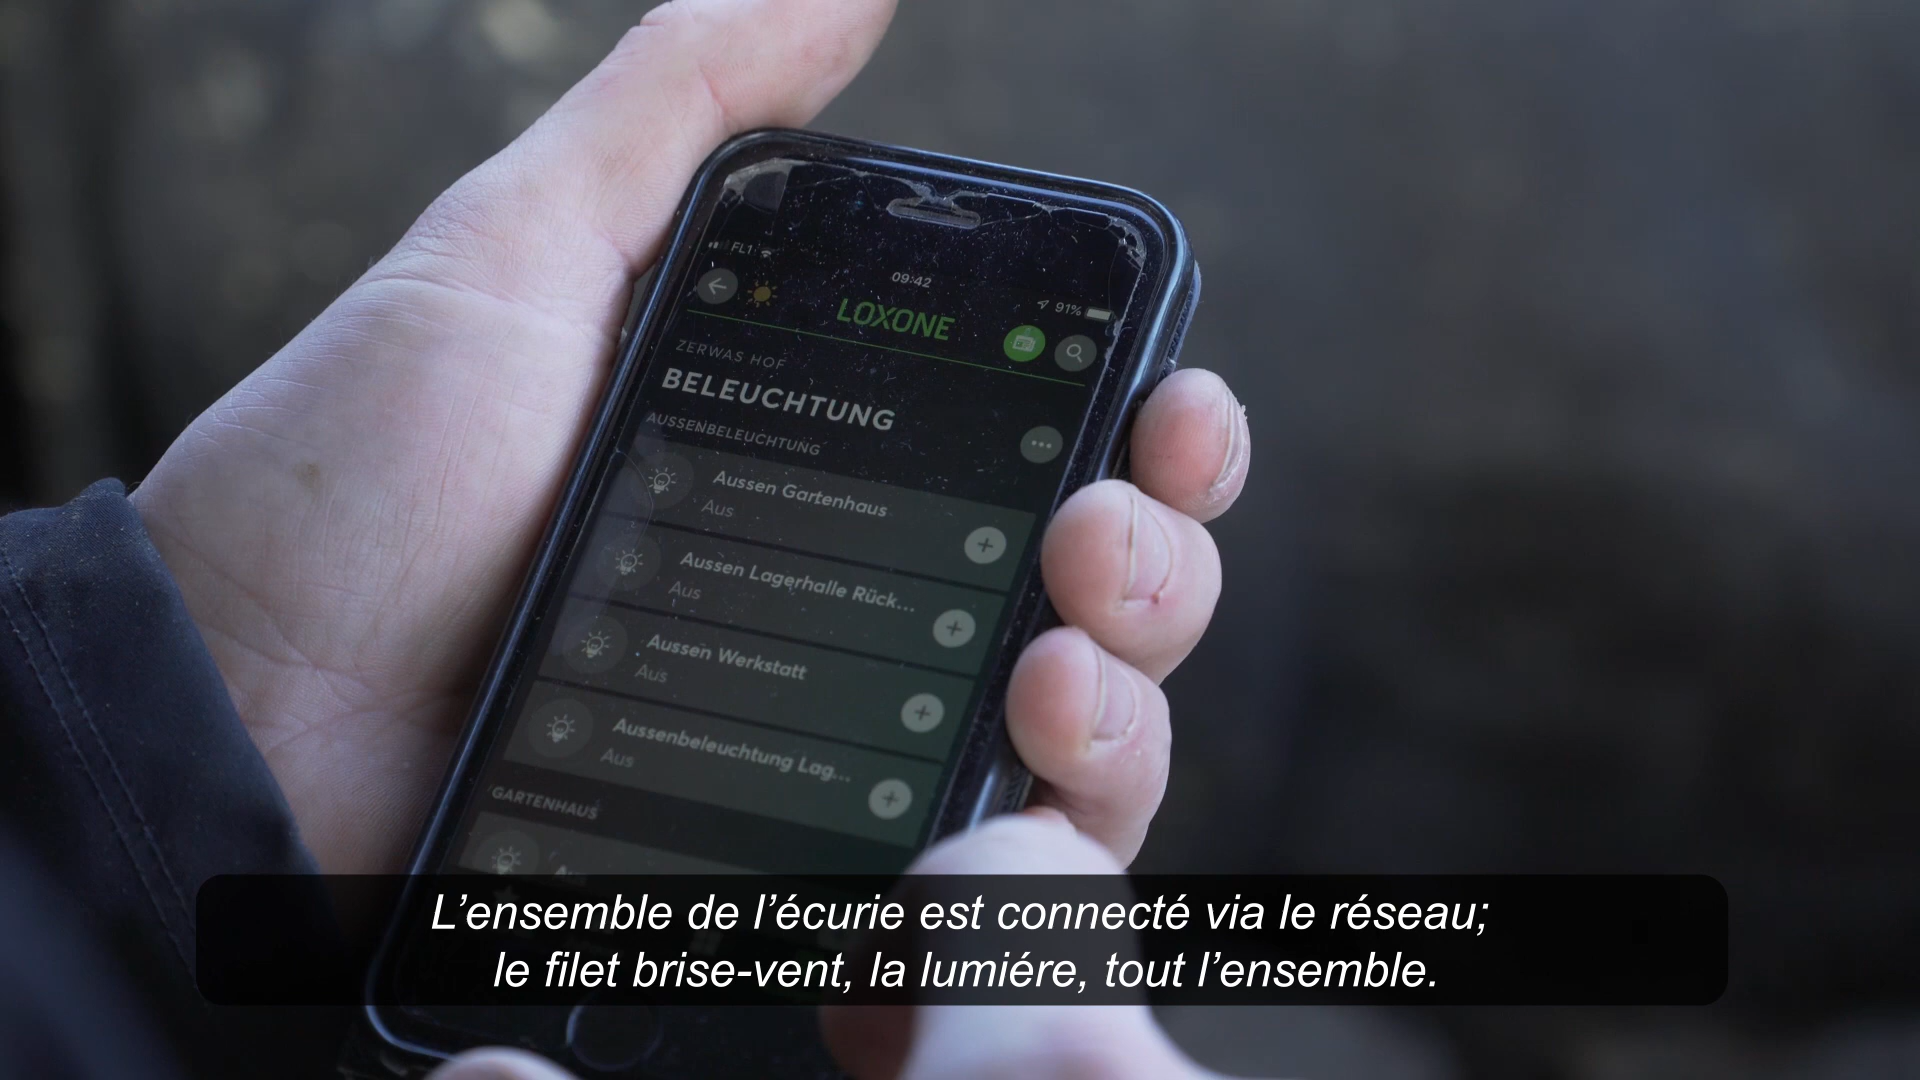 FL1
09:42
91%
LOXONE
ZERWAS HOF
BELEUCHTUNG
AUSSENBELEUCHTUNG
Aussen Gartenhaus
Aus
Aussen Lagerhalle Rück...
Aus
Aussen Werkstatt
Aus
Aussenbeleuchtung Lag...
Aus
GARTENHAUS
L’ensemble de l’écurie est connecté via le réseau;
le filet brise-vent, la lumiére, tout l’ensemble.